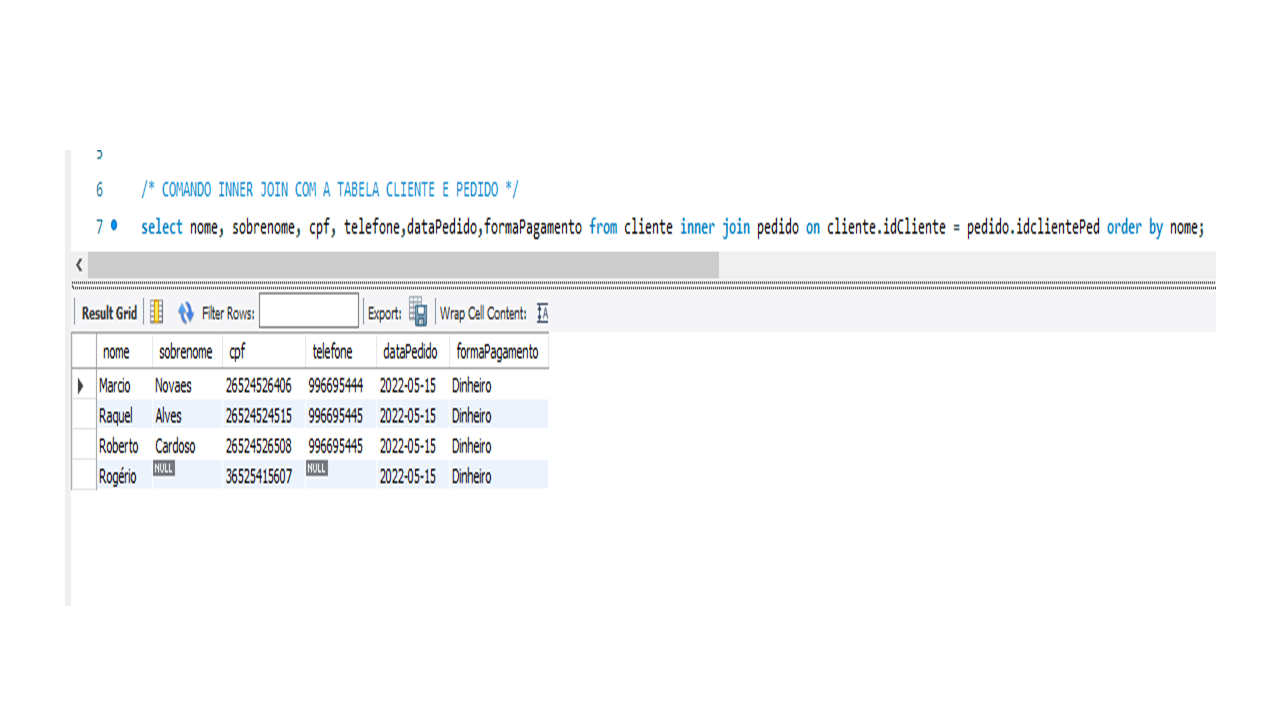 5
6 /* COMANDO INNER JOIN COM A TABELA CLIENTE E PEDIDO */
7 select nome, sobrenome, cpf, telefone,dataPedido,formaPagamento from cliente inner join pedido on cliente.idCliente = pedido.idclientePed order by nome;
Result Grid Filter Rows: Export: Wrap Cell Content: IA
nome sobrenome cpf telefone dataPedido formaPagamento
Marcio Novaes 26524526406 996695444 2022-05-15 Dinheiro
Raquel Alves 26524524515 996695445 2022-05-15 Dinheiro
Roberto Cardoso 26524526508 996695445 2022-05-15 Dinheiro
Rogério NULL 36525415607 NULL 2022-05-15 Dinheiro